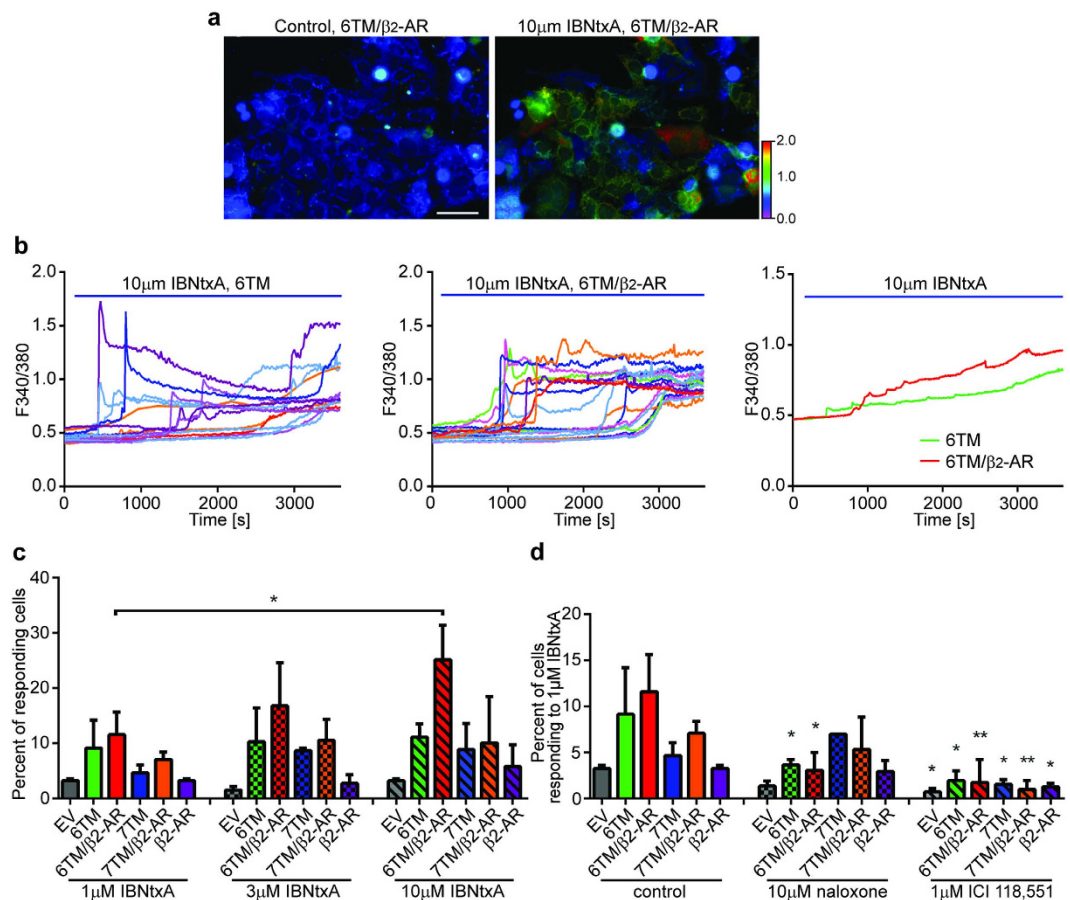 a
Control, 6TM/β2-AR
10μm IBNtxA, 6TM/β2-AR
2.0
1.0
0.0
b
10μm IBNtxA, 6TM
2.0
1.5
1.0
0.5
0.0
F340/380
0 1000 2000 3000
Time [s]
10μm IBNtxA, 6TM/β2-AR
2.0
1.5
1.0
0.5
0.0
F340/380
0 1000 2000 3000
Time [s]
10μm IBNtxA
1.5
1.0
0.5
0.0
F340/380
6TM
6TM/β2-AR
0 1000 2000 3000
Time [s]
c
Percent of responding cells
40
30
20
10
0
*
EV 6TM 6TM/β2-AR 7TM 7TM/β2-AR β2-AR
EV 6TM 6TM/β2-AR 7TM 7TM/β2-AR β2-AR
EV 6TM 6TM/β2-AR 7TM 7TM/β2-AR β2-AR
1μM IBNtxA 3μM IBNtxA 10μM IBNtxA
d
Percent of cells
responding to 1μM IBNtxA
20
15
10
5
0
* *
* * ** * ** *
EV 6TM 6TM/β2-AR 7TM 7TM/β2-AR β2-AR
EV 6TM 6TM/β2-AR 7TM 7TM/β2-AR β2-AR
EV 6TM 6TM/β2-AR 7TM 7TM/β2-AR β2-AR
control 10μM naloxone 1μM ICI 118,551